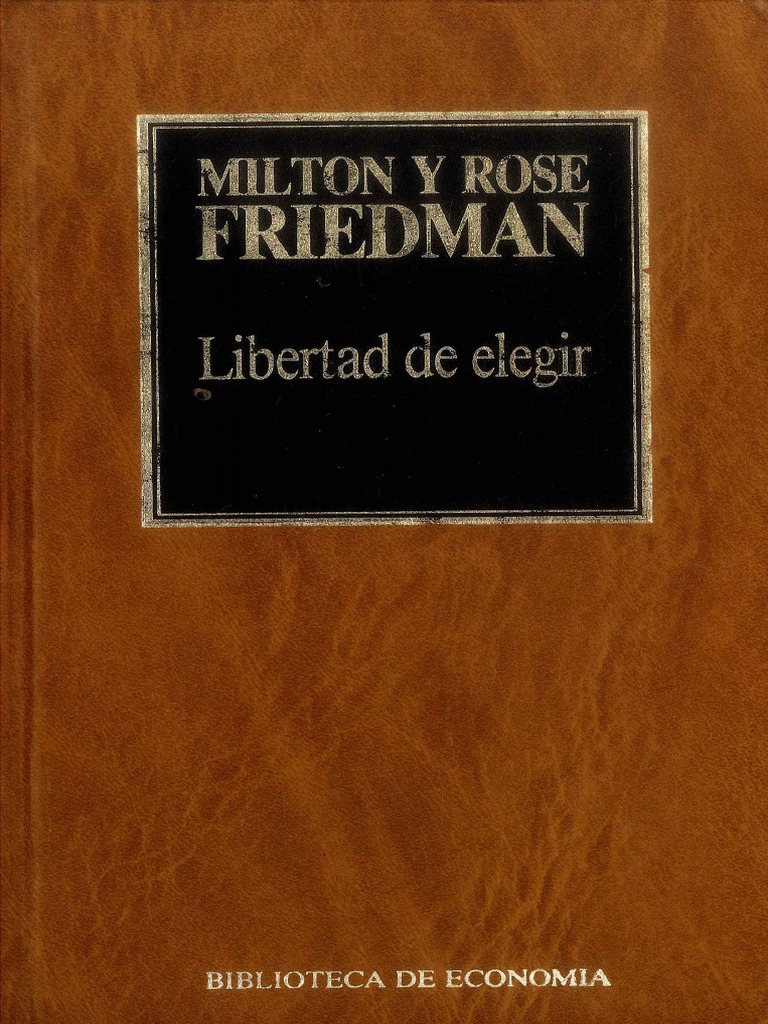 MILTON Y ROSE
FRIEDMAN
Libertad de elegir
BIBLIOTECA DE ECONOMIA